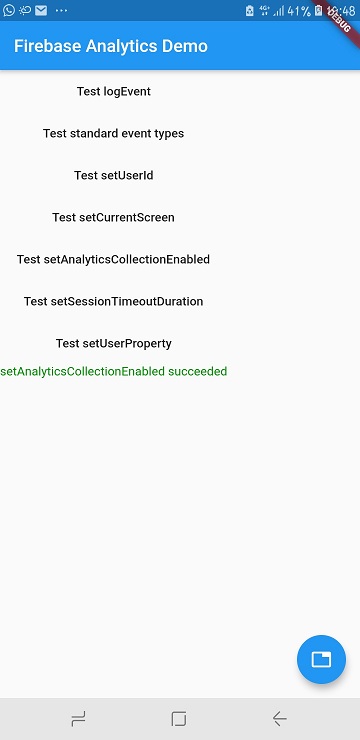 4G+ 41% :48
DEBUG
Firebase Analytics Demo
Test logEvent
Test standard event types
Test setUserId
Test setCurrentScreen
Test setAnalyticsCollectionEnabled
Test setSessionTimeoutDuration
Test setUserProperty
setAnalyticsCollectionEnabled succeeded